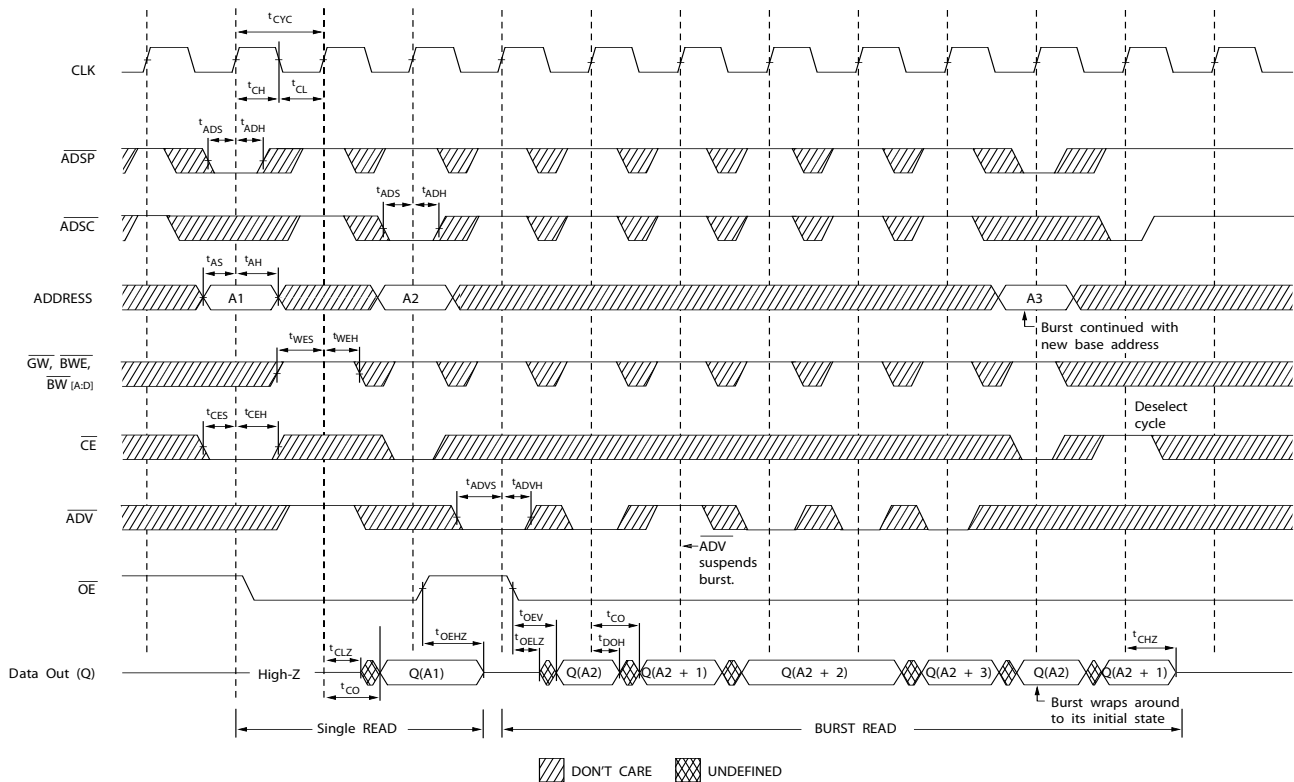 tCYC
CLK
tCH
tCL
tADS
tADH
ADSP
tADS
tADH
ADSC
tAS
tAH
ADDRESS
A1
A2
A3
Burst continued with
new base address
tWES
tWEH
GW, BWE,
BW [A:D]
Deselect
cycle
tCES
tCEH
CE
tADVS
tADVH
ADV
ADV
suspends
burst.
OE
tOEHZ
tOEV
tCO
tOELZ
tDOH
tCLZ
tCHZ
Data Out (Q)
High-Z
Q(A1)
Q(A2)
Q(A2 + 1)
Q(A2 + 2)
Q(A2 + 3)
Q(A2)
Q(A2 + 1)
tCO
Burst wraps around
to its initial state
Single READ
BURST READ
DON'T CARE
UNDEFINED